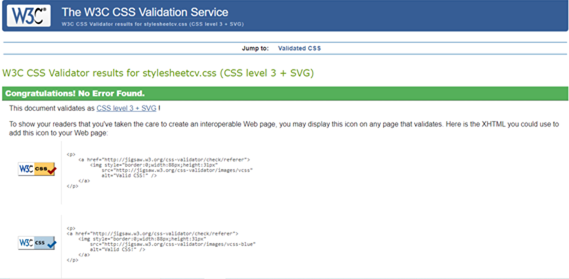 W3C® The W3C CSS Validation Service
W3C CSS Validator results for stylesheetcv.css (CSS level 3 + SVG)
Jump to: Validated CSS
W3C CSS Validator results for stylesheetcv.css (CSS level 3 + SVG)
Congratulations! No Error Found.
This document validates as CSS level 3 + SVG !
To show your readers that you've taken the care to create an interoperable Web page, you may display this icon on any page that validates. Here is the XHTML you could use to
add this icon to your Web page:
W3C css
<p>
<a href="http://jigsaw.w3.org/css-validator/check/referer">
<img style="border:0;width:88px;height:31px"
src="http://jigsaw.w3.org/css-validator/images/vcss"
alt="Valid CSS!" />
</a>
</p>
W3C css
<p>
<a href="http://jigsaw.w3.org/css-validator/check/referer">
<img style="border:0;width:88px;height:31px"
src="http://jigsaw.w3.org/css-validator/images/vcss-blue"
alt="Valid CSS!" />
</a>
</p>